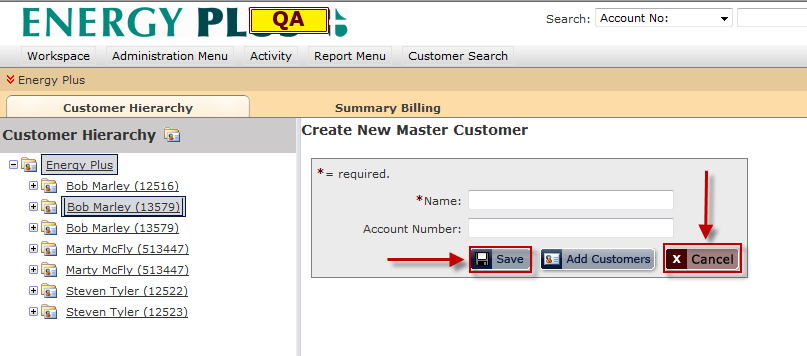 ENERGY PL QA S
Search: Account No:
Workspace Administration Menu Activity Report Menu Customer Search
Energy Plus
Customer Hierarchy Summary Billing
Customer Hierarchy
Energy Plus
Bob Marley (12516)
Bob Marley (13579)
Bob Marley (13579)
Marty McFly (513447)
Marty McFly (513447)
Steven Tyler (12522)
Steven Tyler (12523)
Create New Master Customer
*= required.
*Name:
Account Number:
Save Add Customers X Cancel